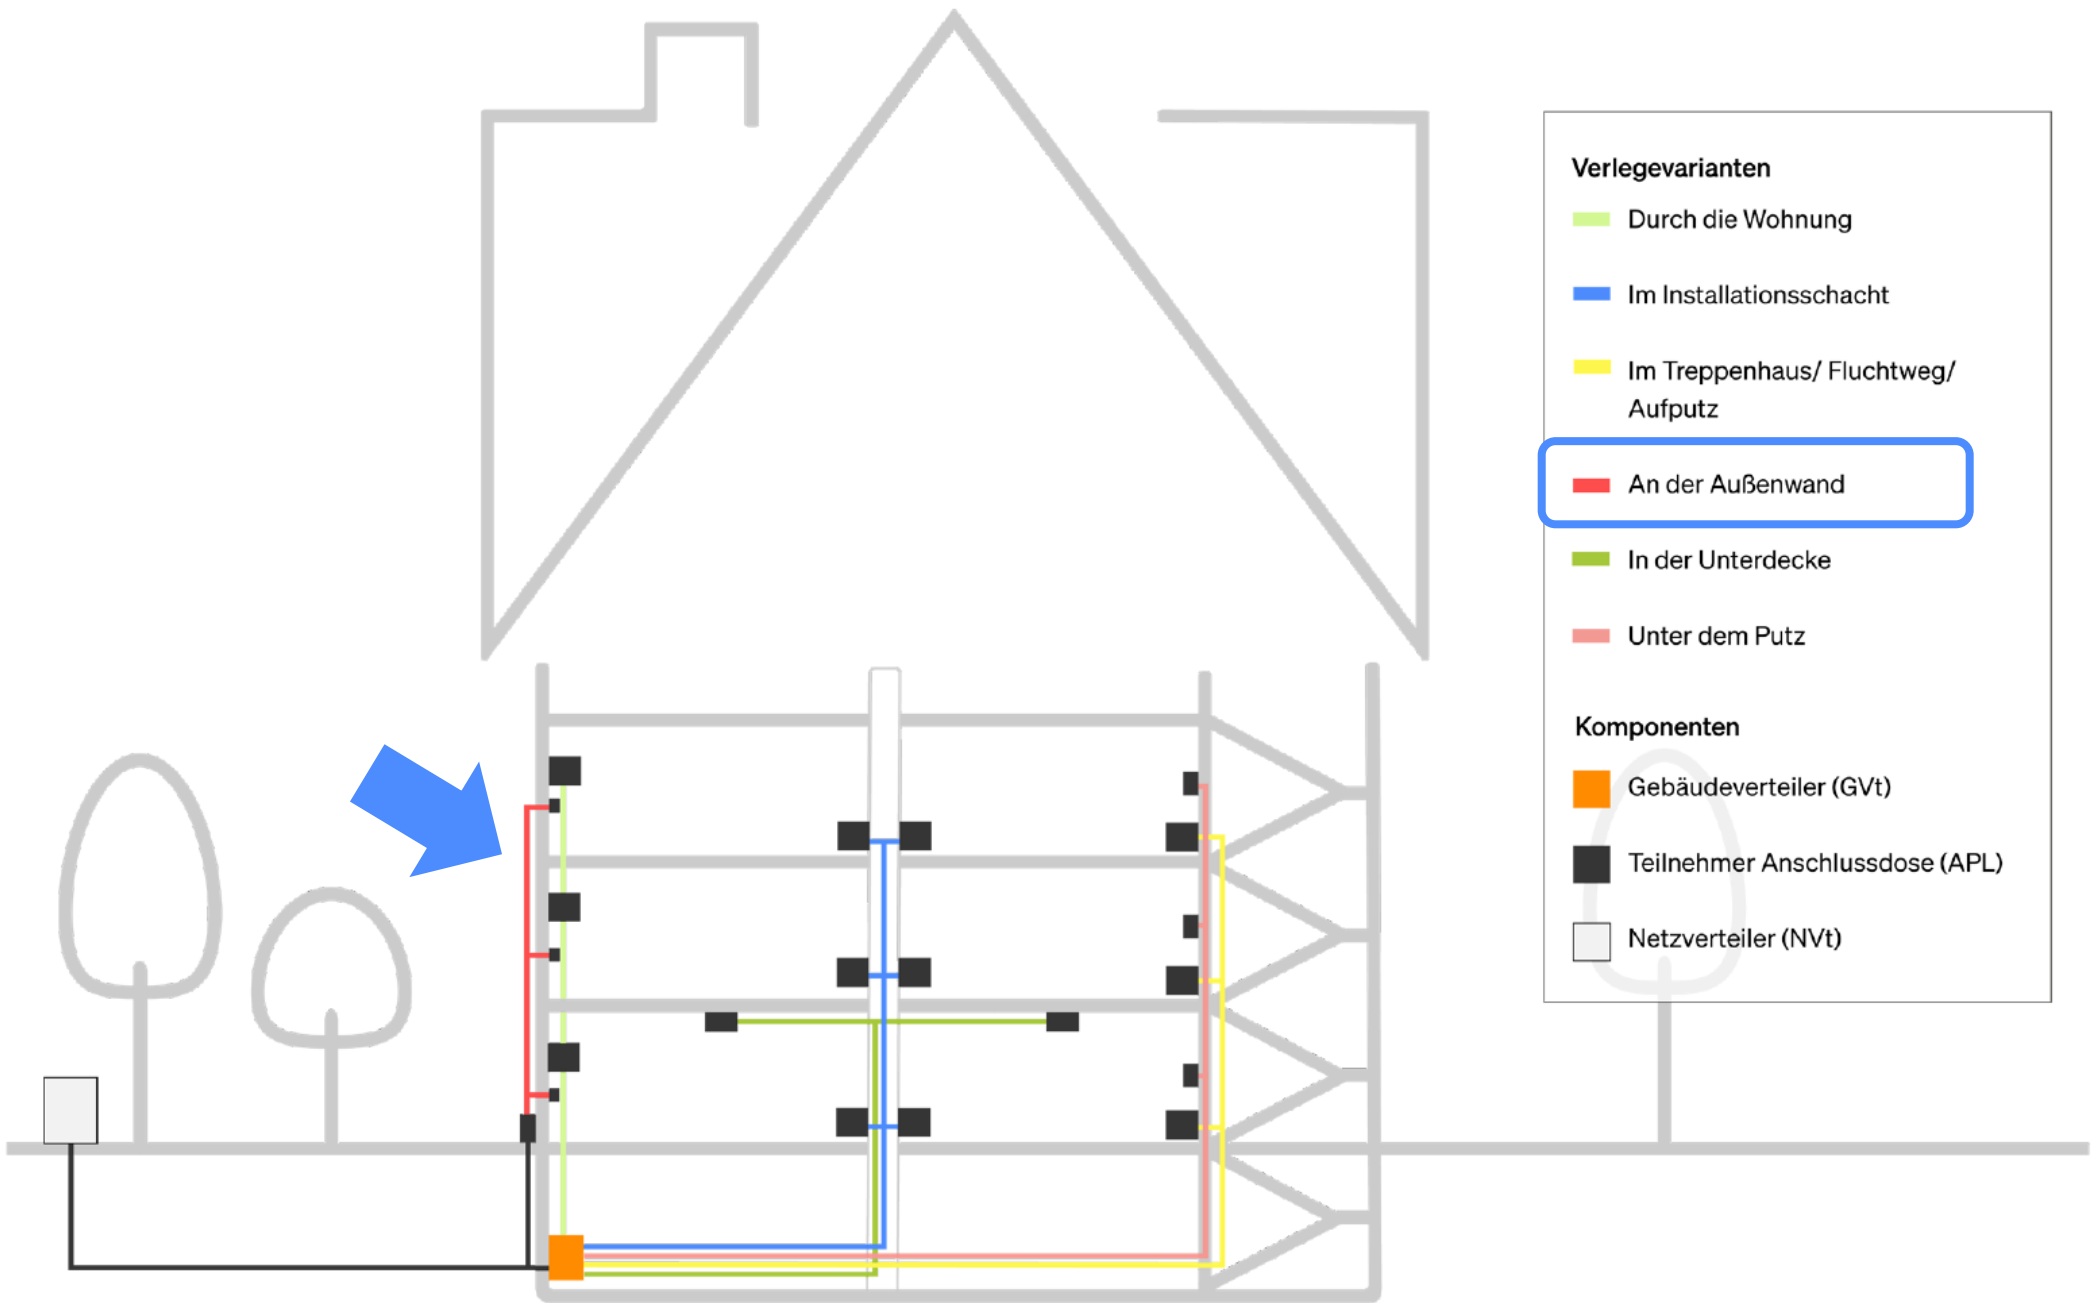 Verlegevarianten
Durch die Wohnung
Im Installationsschacht
Im Treppenhaus/ Fluchtweg/
Aufputz
An der Außenwand
In der Unterdecke
Unter dem Putz
Komponenten
Gebäudeverteiler (GVt)
Teilnehmer Anschlussdose (APL)
Netzverteiler (NVt)